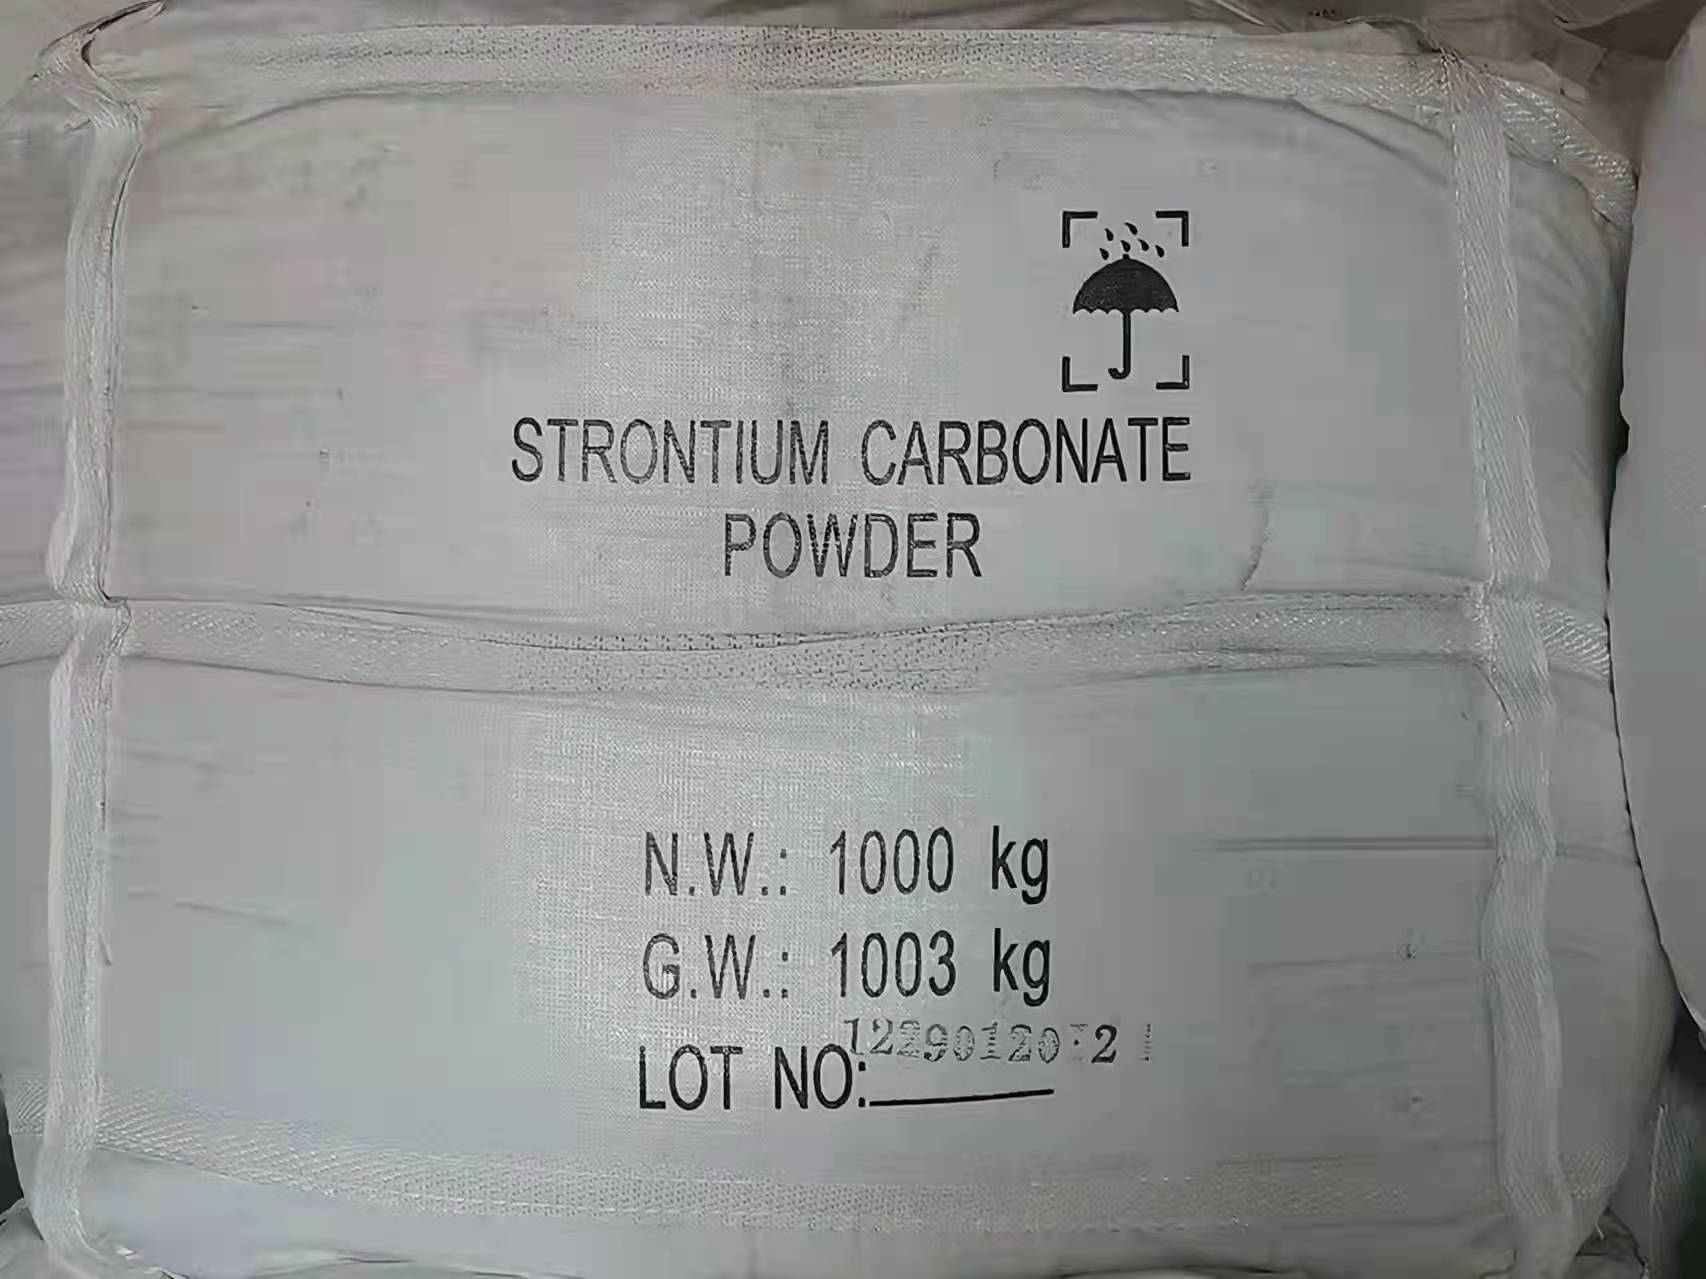 STRONTIUM CARBONATE
POWDER
N.W.: 1000 kg
G.W.: 1003 kg
LOT NO: